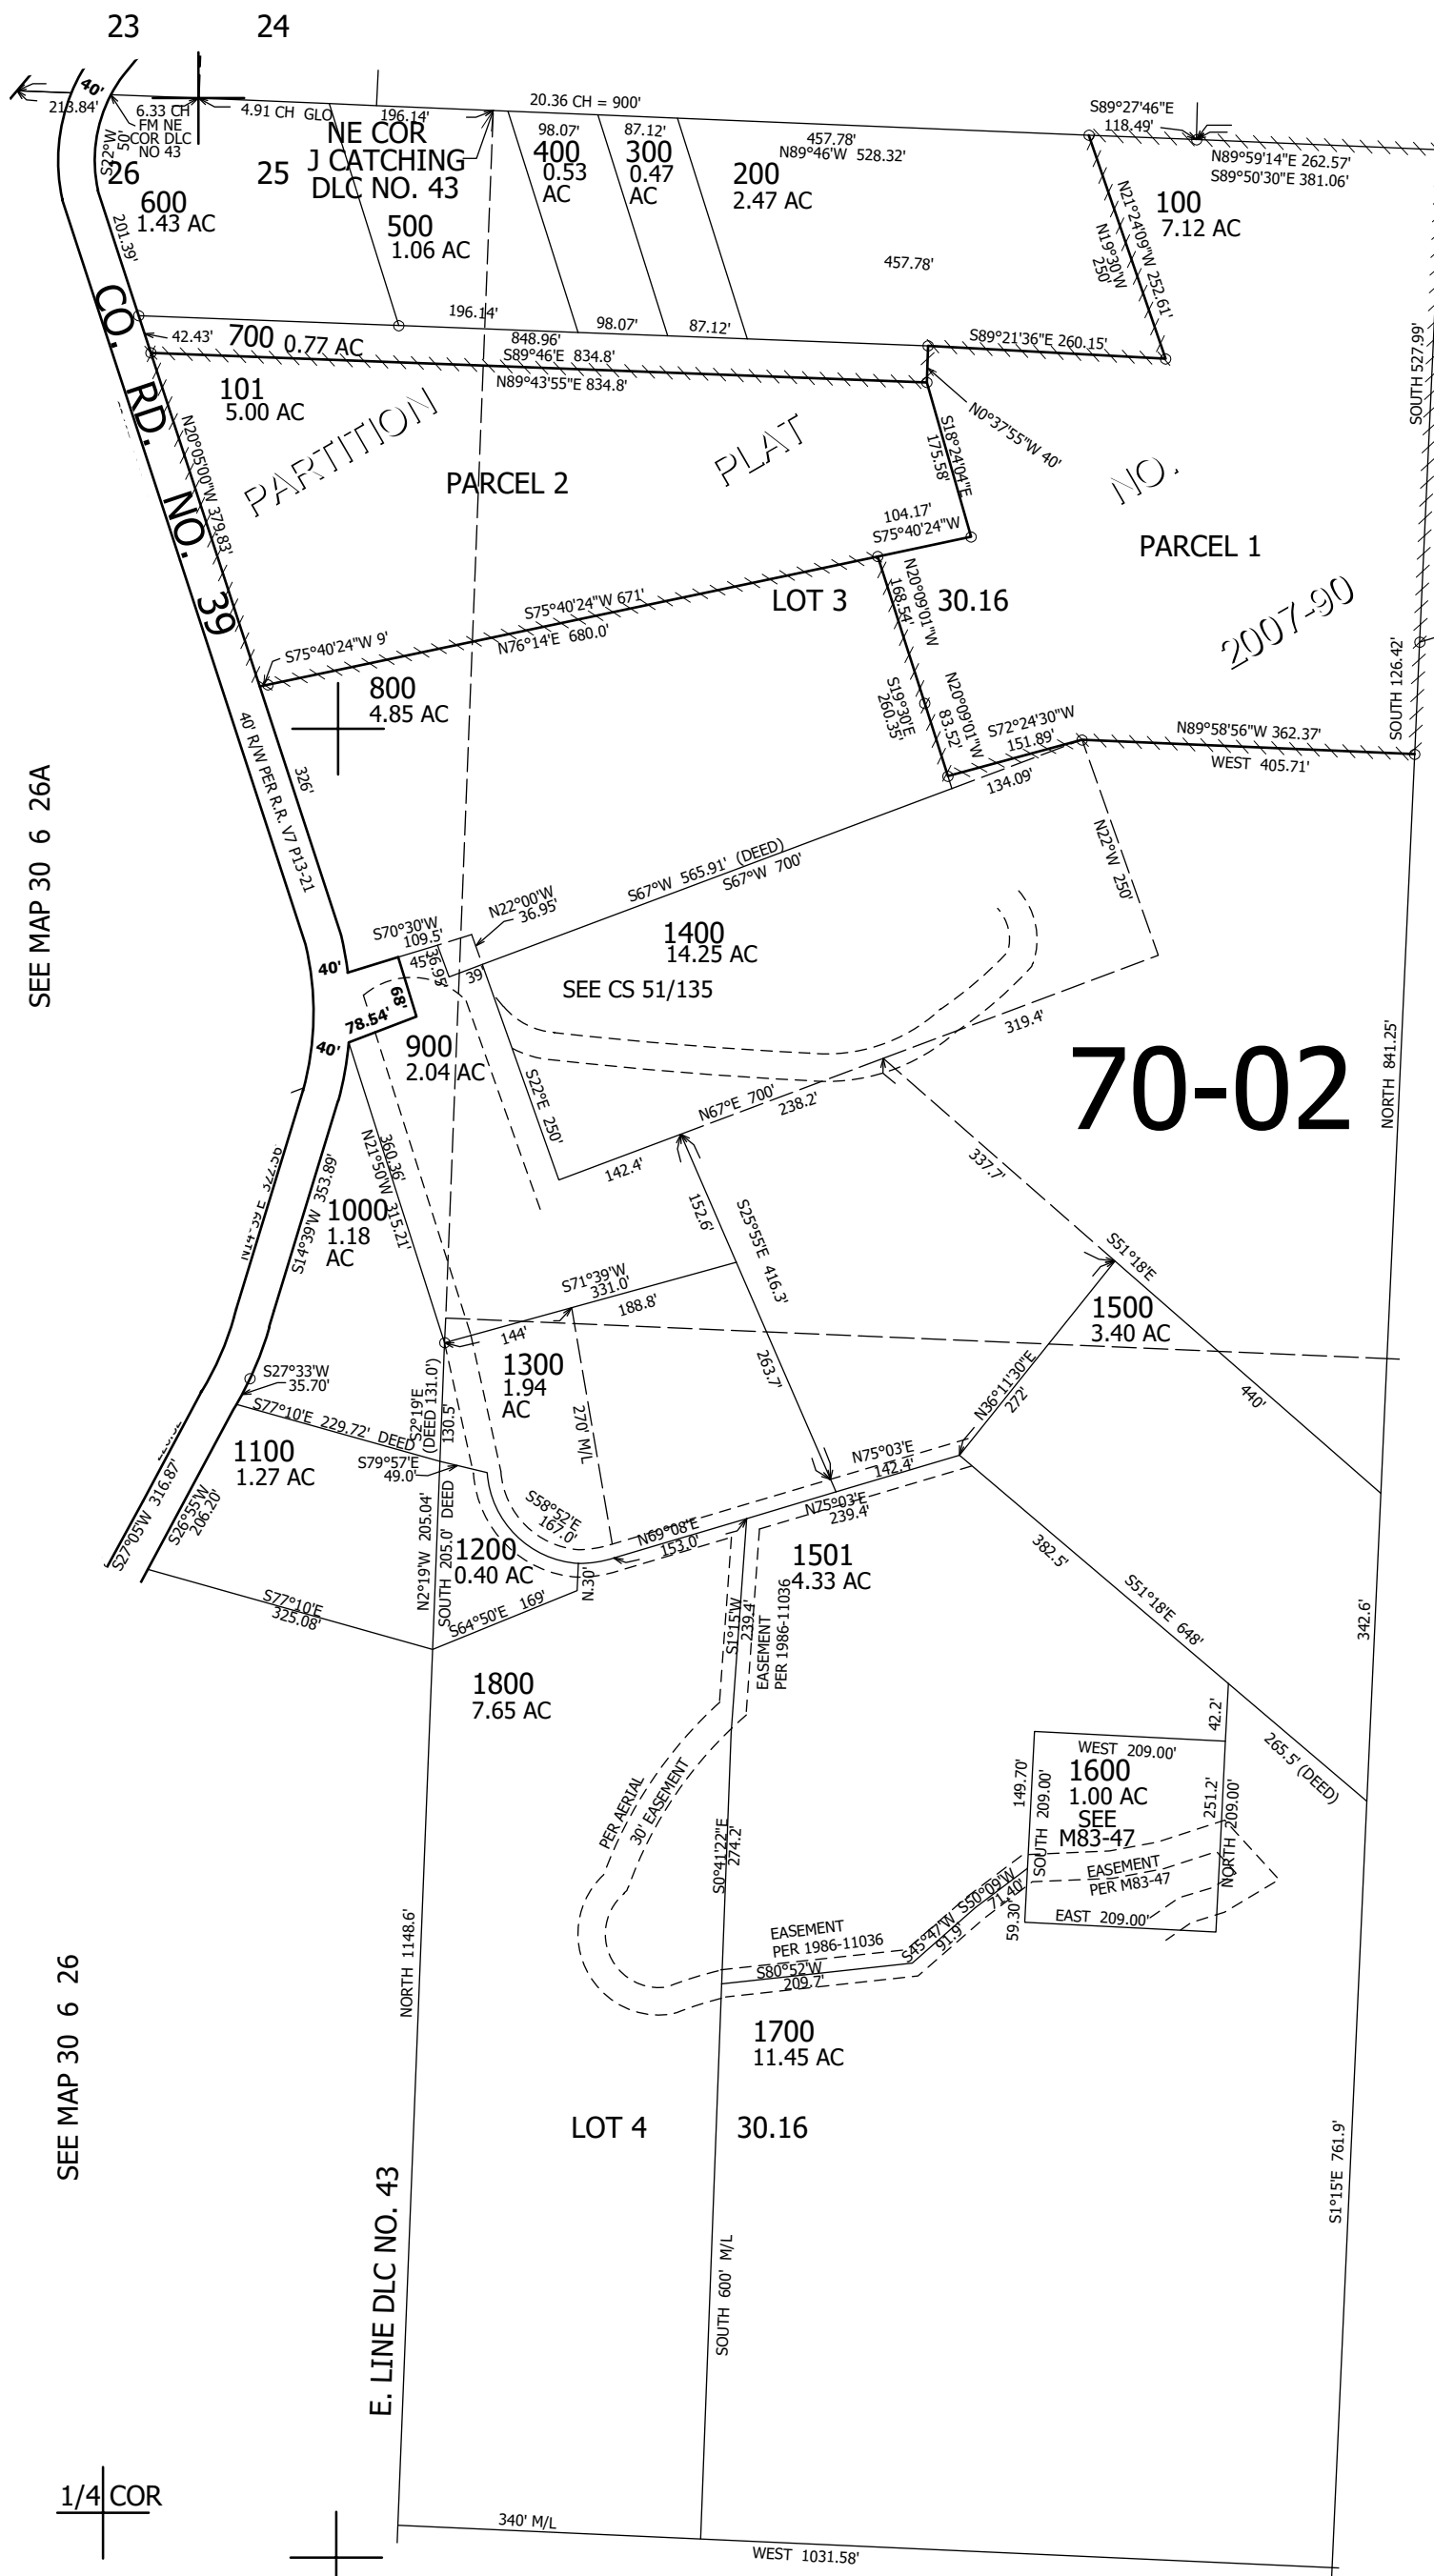 23 24
40'
213.84'
6.33 CH
FM NE
COR DLC
NO 43
4.91 CH GLO
196.14'
20.36 CH = 900'
S89°27'46"E
118.49'
N89°59'14"E 262.57'
S89°50'30"E 381.06'
S22°W
50'
26 25
NE COR
J CATCHING
DLC NO. 43
98.07'
400
0.53
AC
87.12'
300
0.47
AC
457.78'
N89°46'W 528.32'
200
2.47 AC
100
7.12 AC
600
1.43 AC
500
1.06 AC
201.39'
457.78'
N21°24'09"W 252.61'
N19°30'W
250'
196.14'
98.07'
87.12'
42.43'
700 0.77 AC
848.96'
S89°46'E 834.8'
N89°43'55"E 834.8'
S89°21'36"E 260.15'
SOUTH 527.99'
CO. RD. NO. 39
101
5.00 AC
N20°05'00"W 379.83'
PARTITION PLAT NO. 2007-90
PARCEL 2
S18°24'04"E
175.58'
N0°37'55"W 40'
104.17'
S75°40'24"W
PARCEL 1
LOT 3 30.16
N20°09'01"W
168.54'
S75°40'24"W 671'
N76°14'E 680.0'
S75°40'24"W 9'
S19°30'E
260.35'
N20°09'01"W
83.52'
S72°24'30"W
151.89'
134.09'
N89°58'56"W 362.37'
WEST 405.71'
SOUTH 126.42'
800
4.85 AC
40' R/W PER R.R. V7 P13-21
326'
SEE MAP 30 6 26A
N22°W 250'
S67°W 565.91' (DEED)
S67°W 700'
N22°00'W
36.95'
S70°30'W
109.5'
45'
36.95'
39'
40'
68'
78.54'
40'
1400
14.25 AC
SEE CS 51/135
319.4'
70-02
NORTH 841.25'
900
2.04 AC
S22°E 250'
N67°E 700'
238.2'
142.4'
337.7'
360.36'
N21°50'W 315.21'
152.6'
S25°55'E 416.3'
263.7'
S14°39'W 353.89'
1000
1.18
AC
S71°39'W
331.0'
188.8'
144'
S51°18'E
1500
3.40 AC
440'
1300
1.94
AC
270' M/L
N36°11'30"E
272'
S27°33'W
35.70'
S77°10'E 229.72' DEED
S2°19'E
(DEED 131.0')
130.5'
1100
1.27 AC
S79°57'E
49.0'
S27°05'W 316.87'
S26°55'W
206.20'
N75°03'E
142.4'
N75°03'E
239.4'
S58°52'E
167.0'
N69°08'E
153.0'
1200
0.40 AC
N2°19'W 205.04'
SOUTH 205.0' DEED
N.30'
S64°50'E 169'
S77°10'E
325.08'
1501
4.33 AC
382.5'
S51°18'E 648'
342.6'
S1°15'W
239.4'
EASEMENT
PER 1986-11036
1800
7.65 AC
42.2'
265.5' (DEED)
PER AERIAL
30' EASEMENT
WEST 209.00'
1600
1.00 AC
SEE
M83-47
149.70'
SOUTH 209.00'
251.2'
NORTH 209.00'
S0°41'22"E
274.2'
EASEMENT
PER M83-47
EAST 209.00'
59.30'
S50°09'W
71.40'
S45°47'W
91.9'
EASEMENT
PER 1986-11036
S80°52'W
209.7'
NORTH 1148.6'
SEE MAP 30 6 26
1700
11.45 AC
LOT 4 30.16
S1°15'E 761.9'
E. LINE DLC NO. 43
SOUTH 600' M/L
1/4 COR
340' M/L
WEST 1031.58'